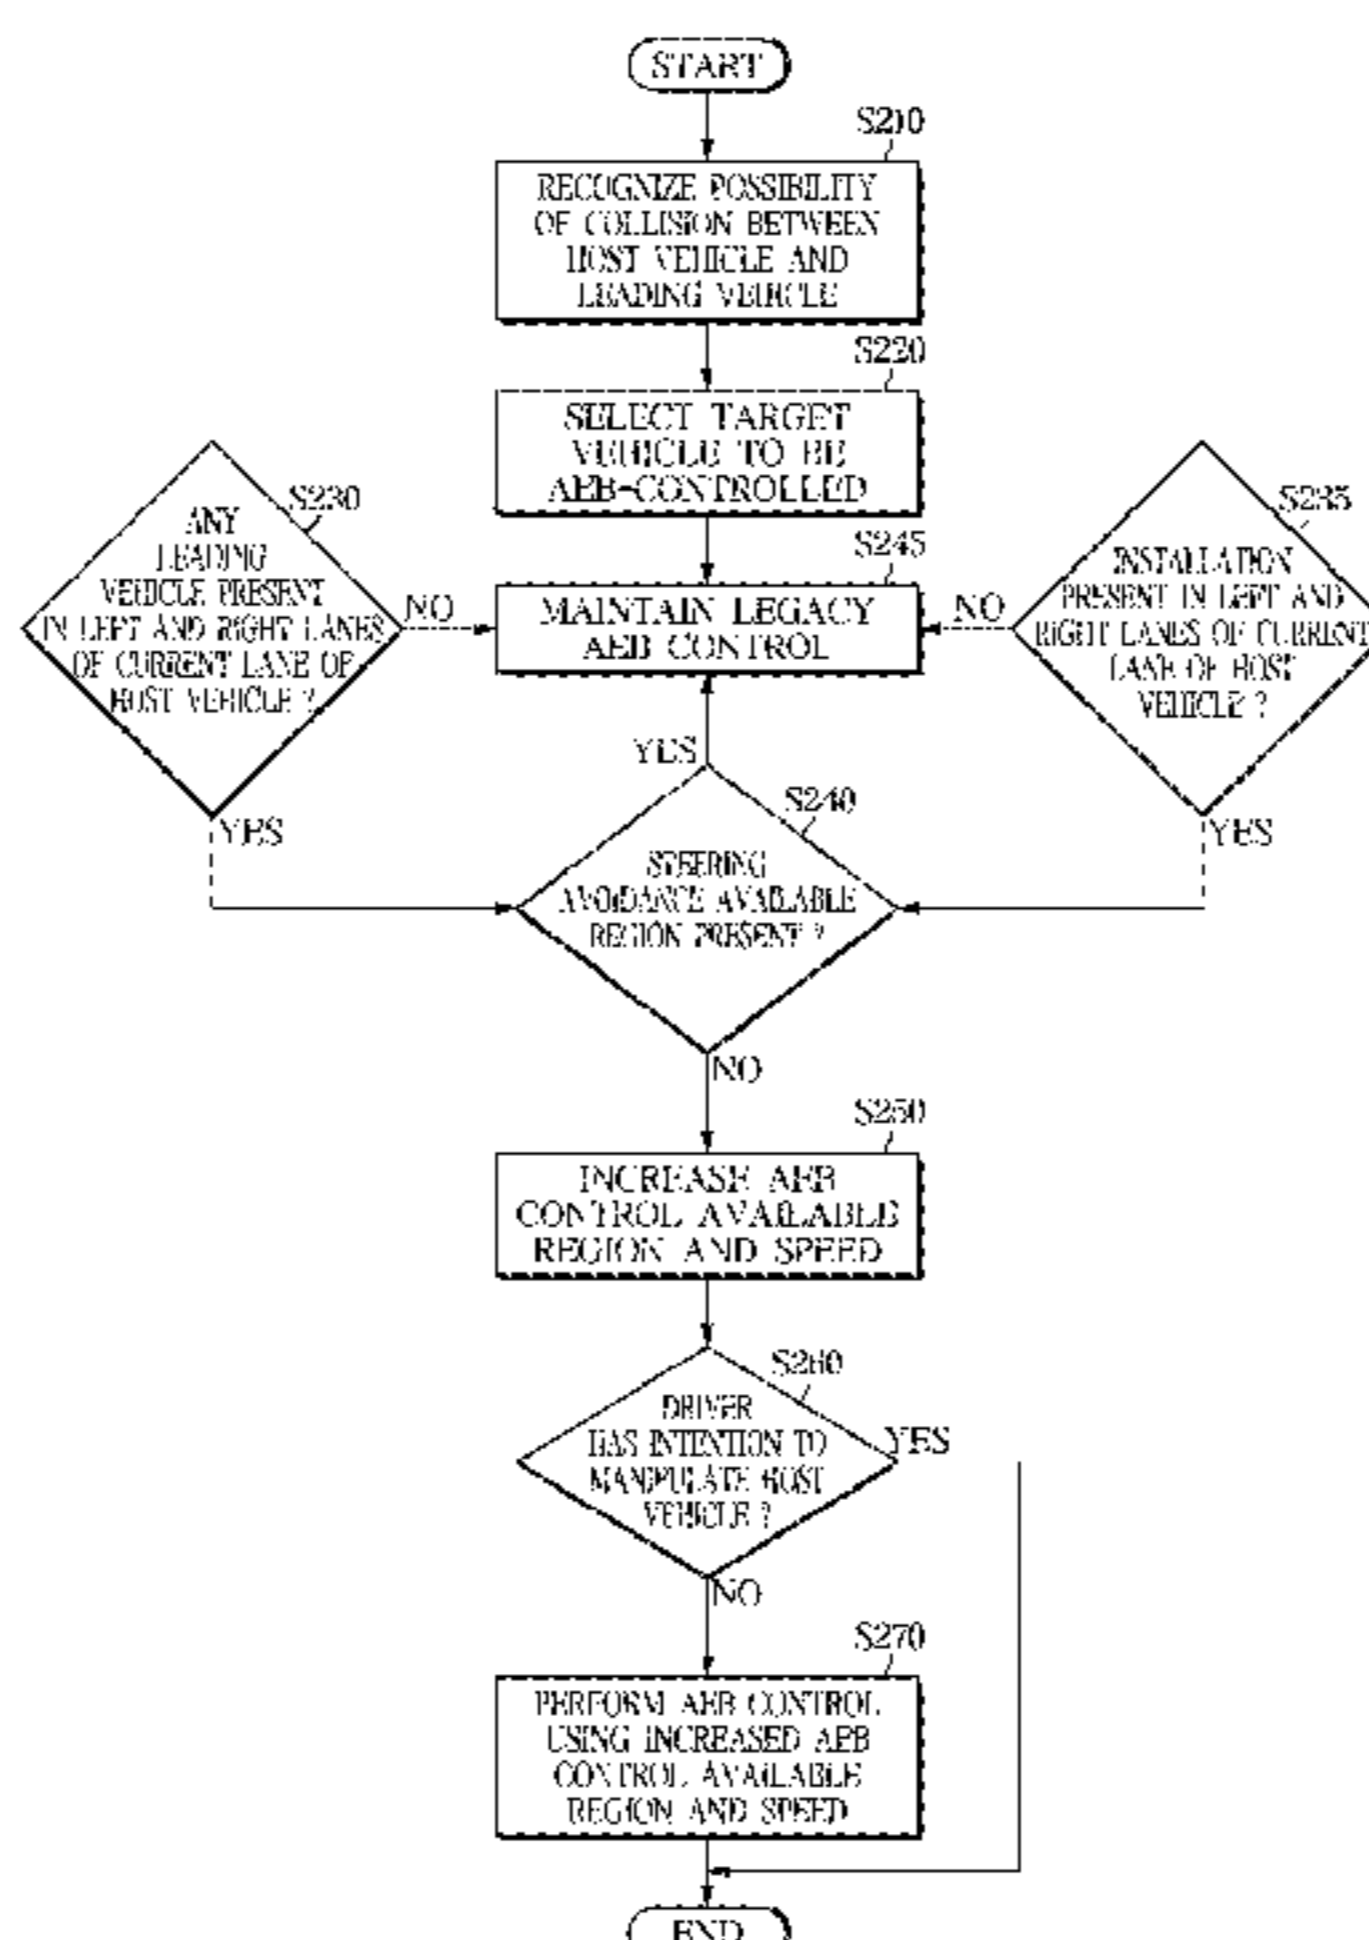 START
S210
RECOGNIZE POSSIBILITY
OF COLLISION BETWEEN
HOST VEHICLE AND
LEADING VEHICLE
S220
SELECT TARGET
VEHICLE TO BE
AEB-CONTROLLED
S230
ANY
LEADING
VEHICLE PRESENT
IN LEFT AND RIGHT LANES
OF CURRENT LANE OF
HOST VEHICLE ?
NO
YES
S245
MAINTAIN LEGACY
AEB CONTROL
S235
INSTALLATION
PRESENT IN LEFT AND
RIGHT LANES OF CURRENT
LANE OF HOST
VEHICLE ?
NO
YES
YES
S240
STEERING
AVOIDANCE AVAILABLE
REGION PRESENT ?
NO
S250
INCREASE AEB
CONTROL AVAILABLE
REGION AND SPEED
S260
DRIVER
HAS INTENTION TO
MANIPULATE HOST
VEHICLE ?
YES
NO
S270
PERFORM AEB CONTROL
USING INCREASED AEB
CONTROL AVAILABLE
REGION AND SPEED
END